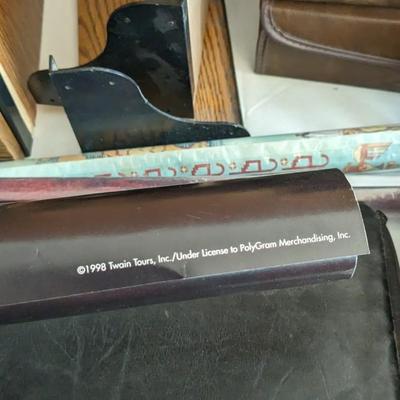 ©1998 Twain Tours, Inc./Under License to PolyGram Merchandising, Inc.